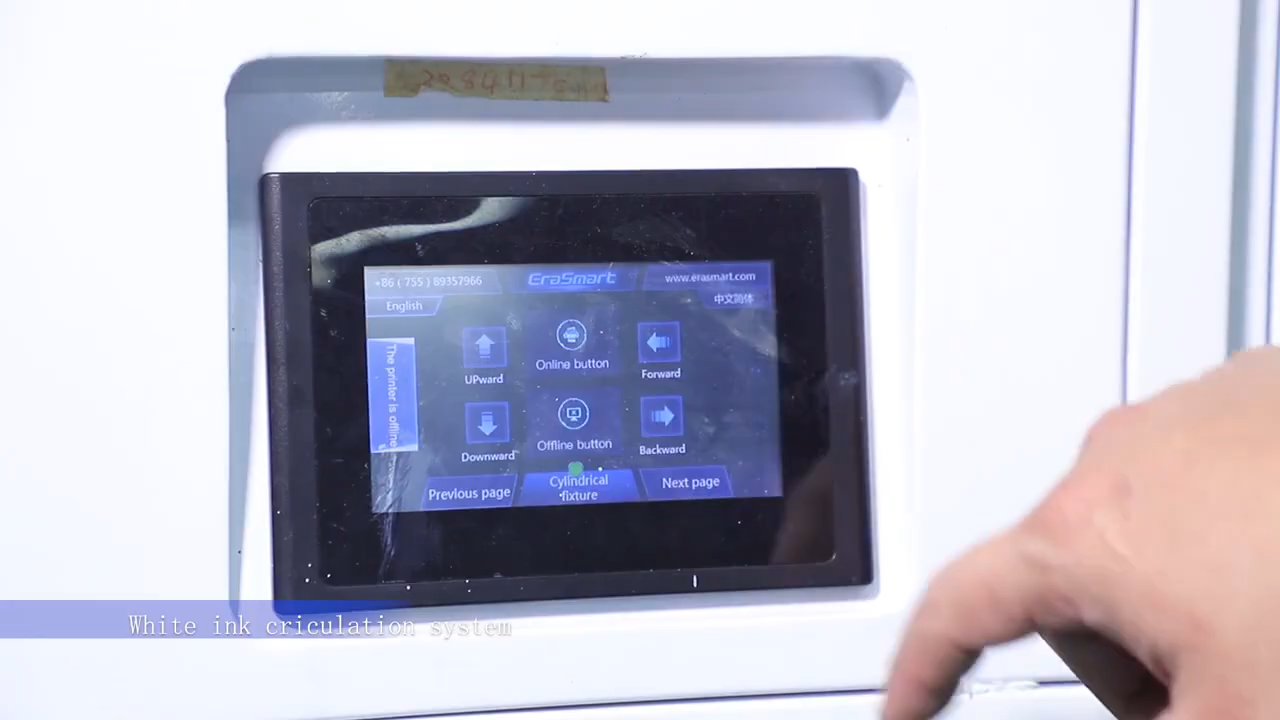 +86 ( 755 ) 89357966
EraSmart
www.erasmart.com
English
中文简体
The printer is offline
UPward
Online button
Forward
Downward
Offline button
Backward
Previous page
Cylindrical
fixture
Next page
White ink criculation system